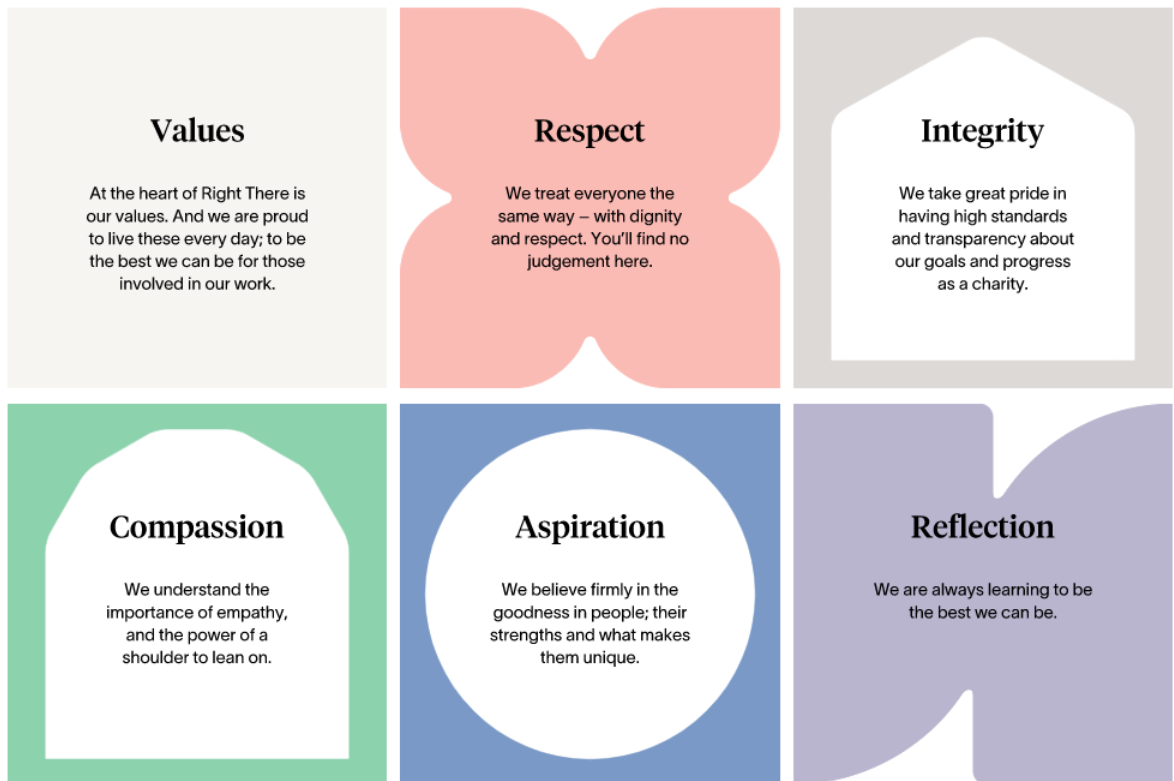 Values
At the heart of Right There is
our values. And we are proud
to live these every day; to be
the best we can be for those
involved in our work.
Respect
We treat everyone the
same way – with dignity
and respect. You’ll find no
judgement here.
Integrity
We take great pride in
having high standards
and transparency about
our goals and progress
as a charity.
Compassion
We understand the
importance of empathy,
and the power of a
shoulder to lean on.
Aspiration
We believe firmly in the
goodness in people; their
strengths and what makes
them unique.
Reflection
We are always learning to be
the best we can be.